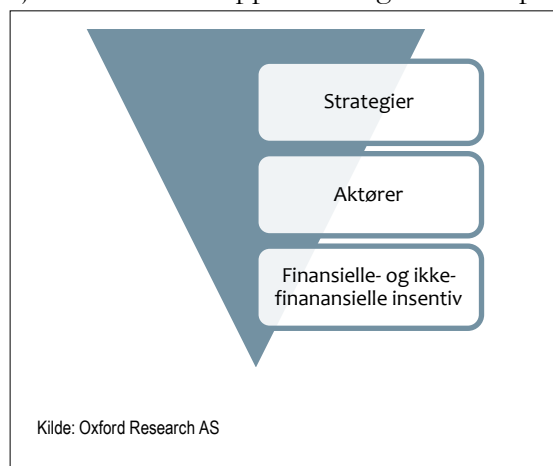 Strategier
Aktører
Finansielle- og ikke-
finanansielle insentiv
Kilde: Oxford Research AS